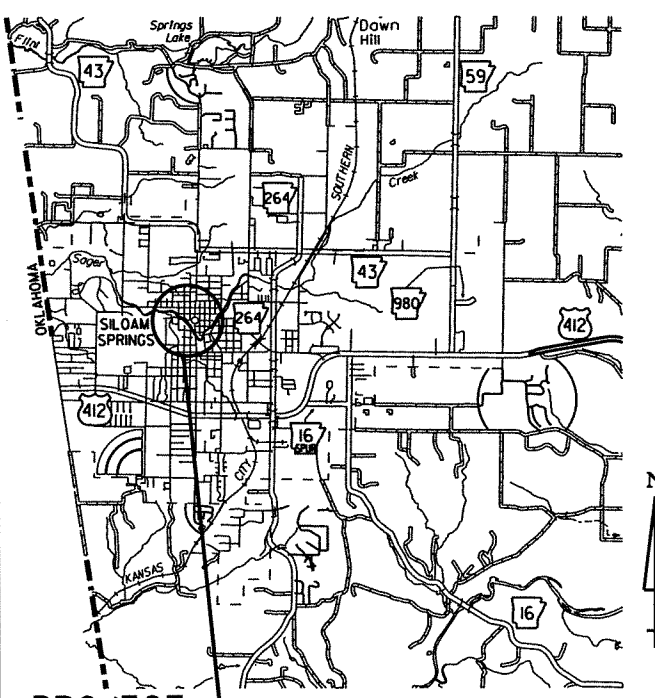 Springs
Lake
Dawn
Hill
Flint
43
59
SOUTHERN
Creek
264
OKLAHOMA
Sager
43
980
SILOAM
SPRINGS
264
412
412
16
SPUR
CITY
KANSAS
16
N